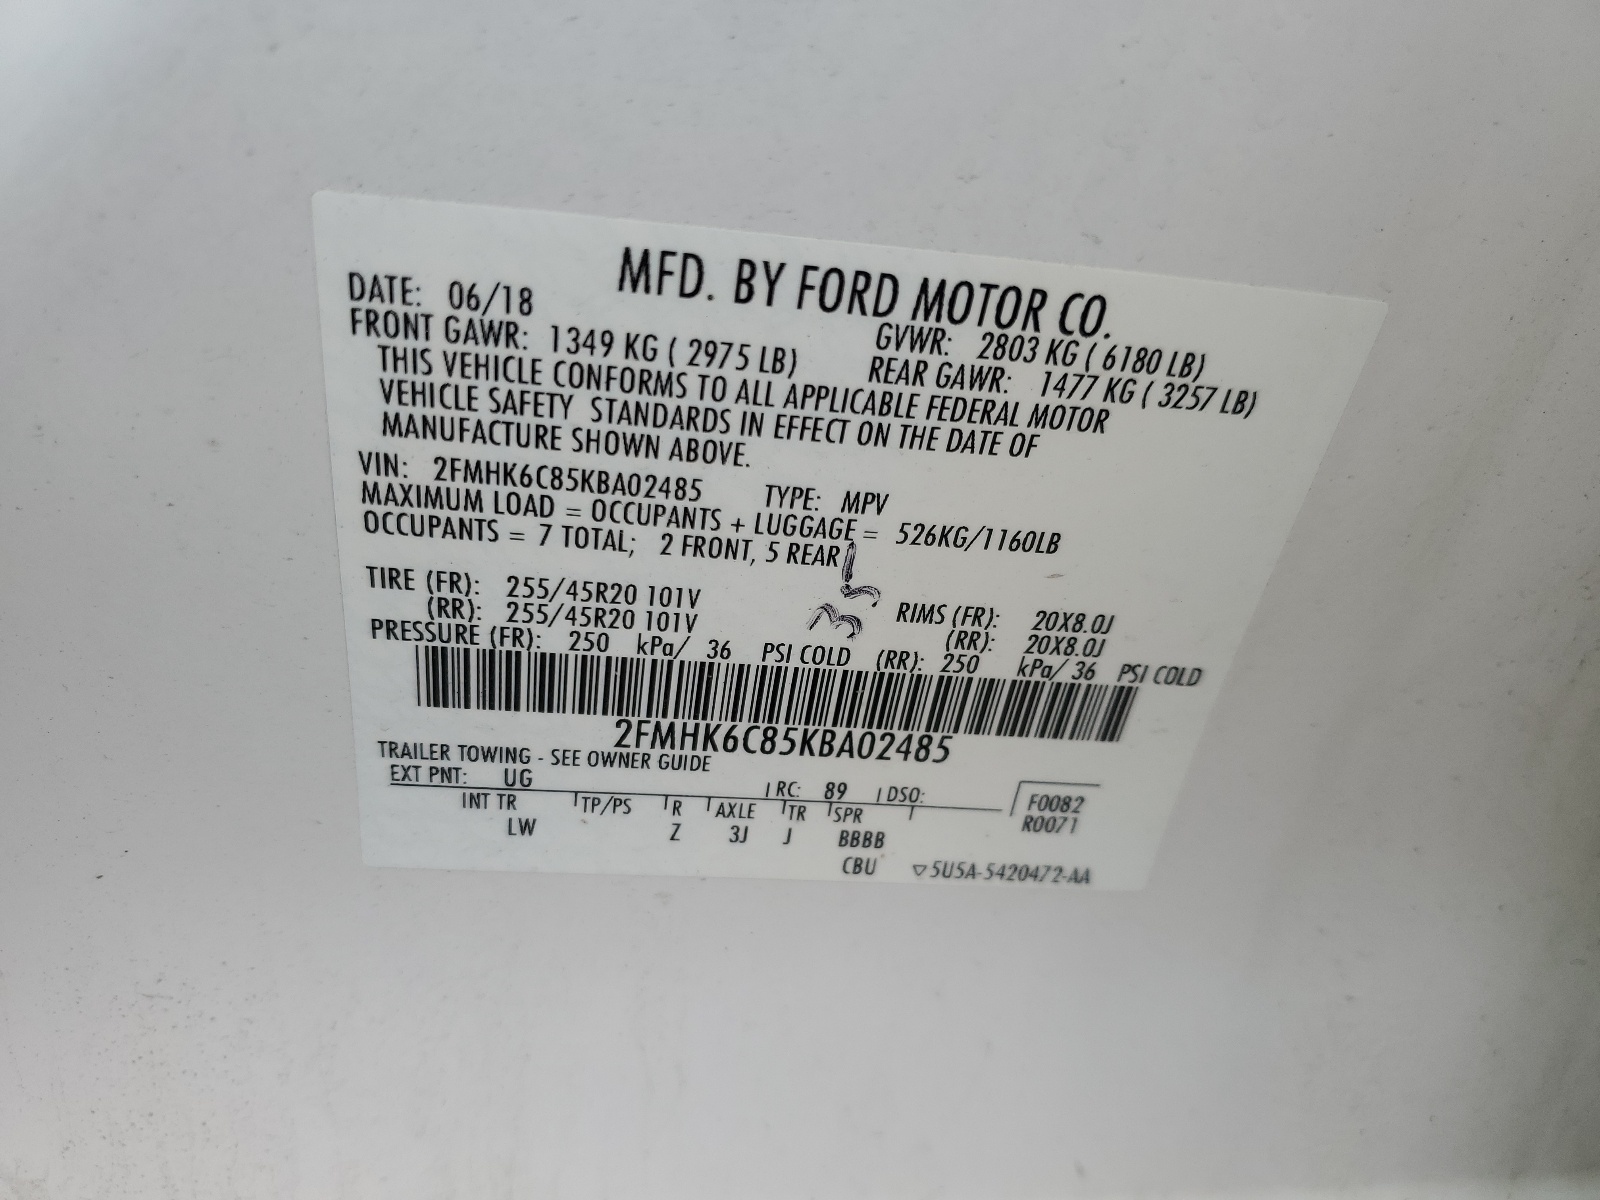 MFD. BY FORD MOTOR CO.
DATE: 06/18 GVWR: 2803 KG ( 6180 LB)
FRONT GAWR: 1349 KG ( 2975 LB) REAR GAWR: 1477 KG ( 3257 LB)
THIS VEHICLE CONFORMS TO ALL APPLICABLE FEDERAL MOTOR
VEHICLE SAFETY STANDARDS IN EFFECT ON THE DATE OF
MANUFACTURE SHOWN ABOVE.
VIN: 2FMHK6C85KBA02485 TYPE: MPV
MAXIMUM LOAD = OCCUPANTS + LUGGAGE = 526KG/1160LB
OCCUPANTS = 7 TOTAL; 2 FRONT, 5 REAR
TIRE (FR): 255/45R20 101V RIMS (FR): 20X8.0J
(RR): 255/45R20 101V (RR): 20X8.0J
PRESSURE (FR): 250 kPa/ 36 PSI COLD (RR): 250 kPa/ 36 PSI COLD
2FMHK6C85KBA02485
TRAILER TOWING - SEE OWNER GUIDE
EXT PNT: UG RC: 89 DSO: F0082
INT TR TP/PS R AXLE TR SPR R0071
LW Z 3J J BBBB
CBU ▽5U5A-5420472-AA